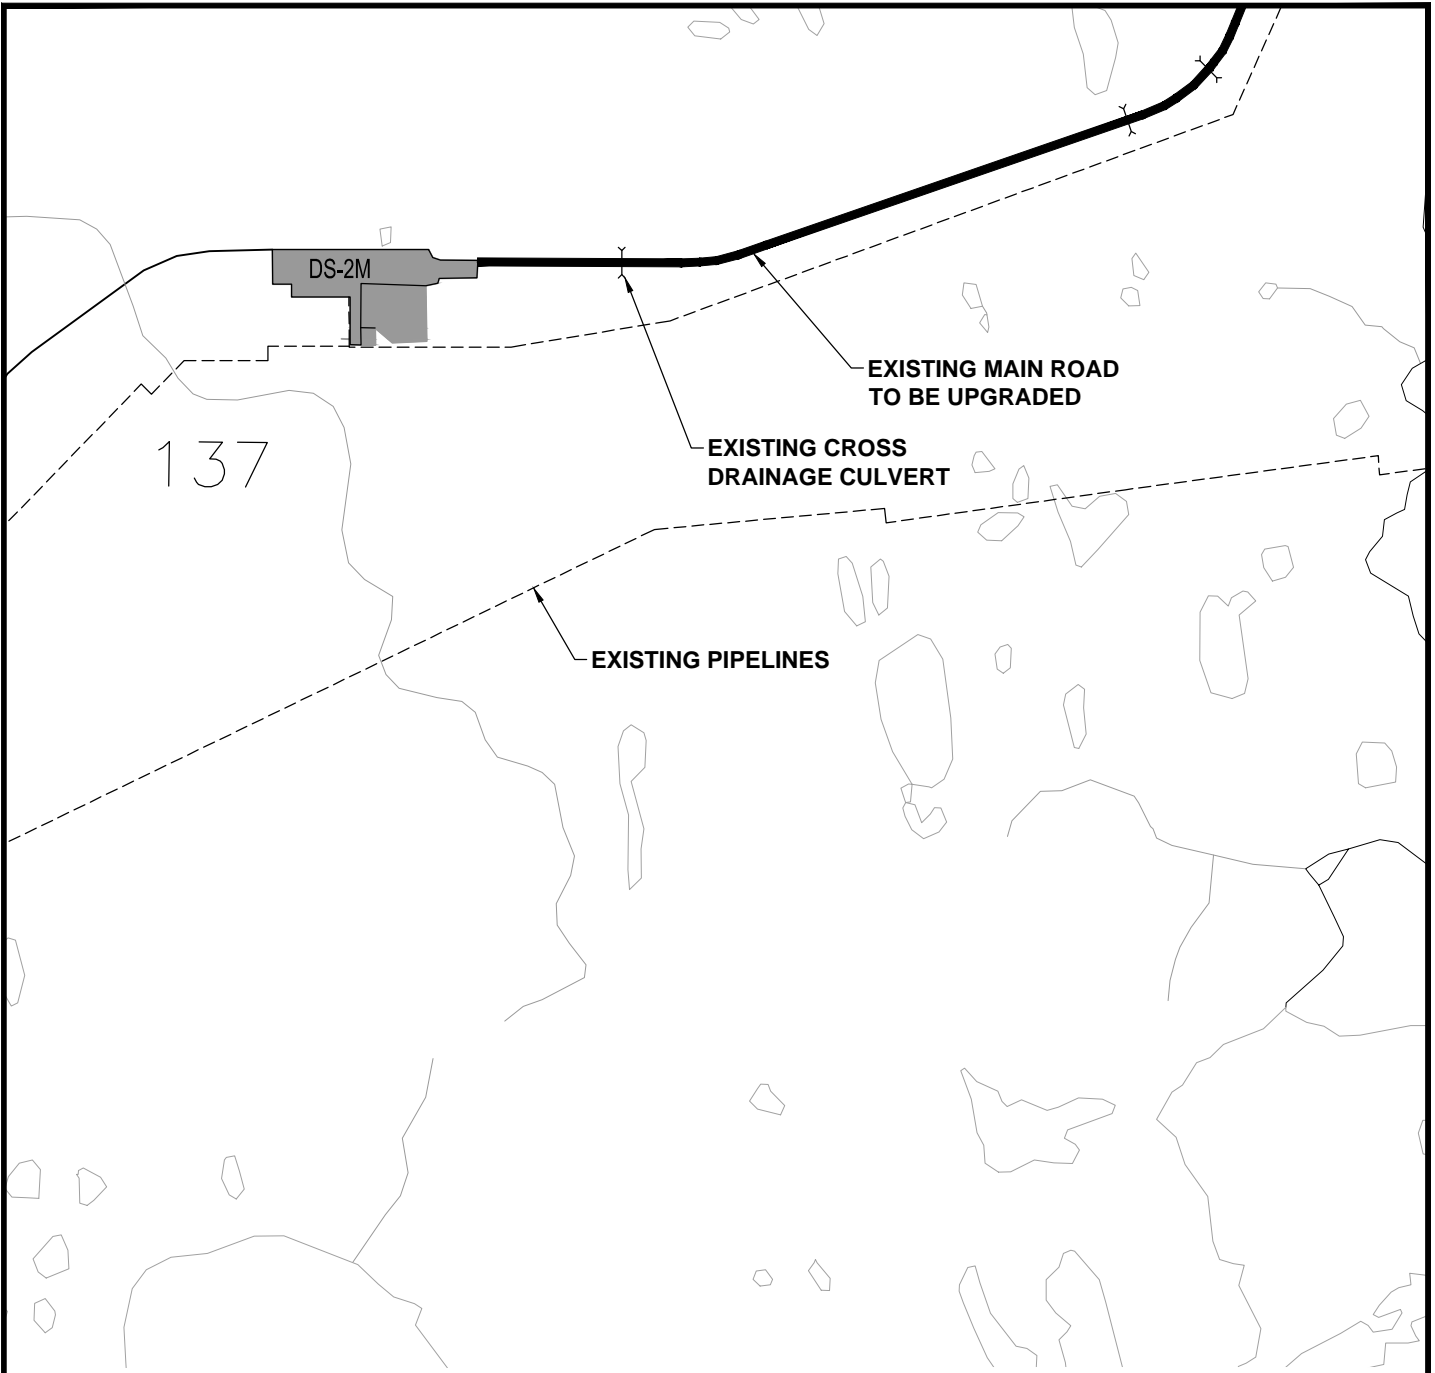 DS-2M
EXISTING MAIN ROAD
TO BE UPGRADED
137
EXISTING CROSS
DRAINAGE CULVERT
EXISTING PIPELINES